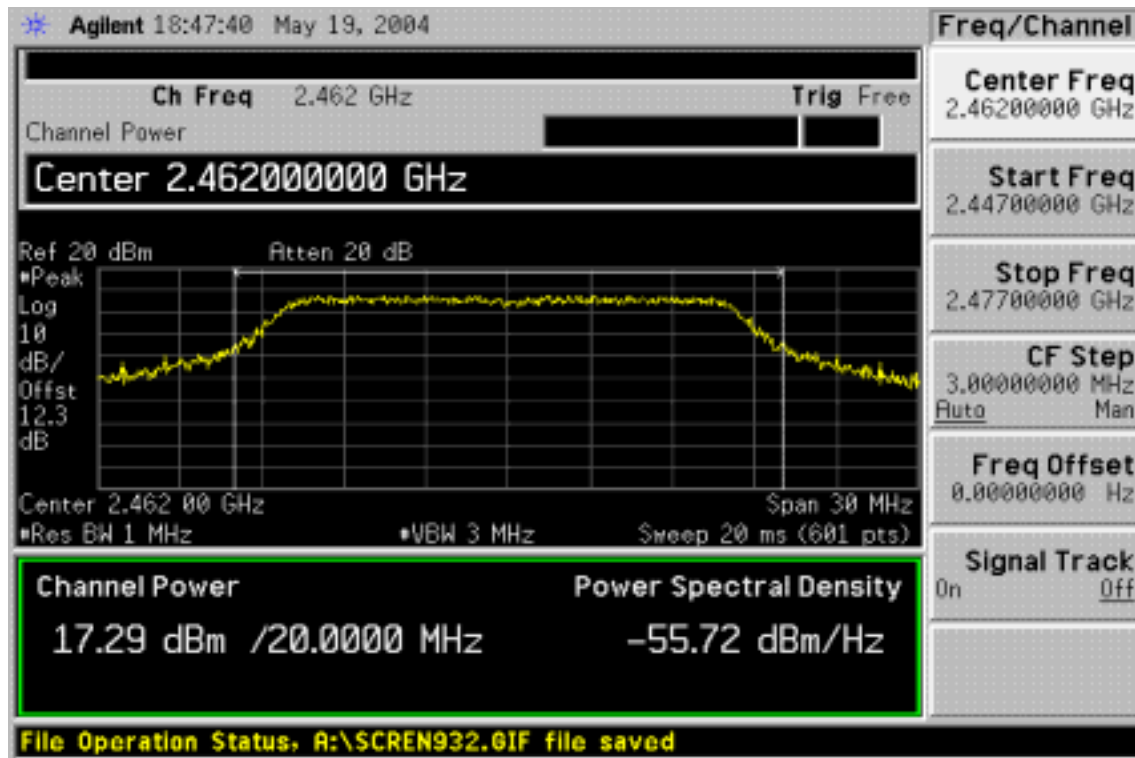 Agilent 18:47:40 May 19, 2004
Freq/Channel
Ch Freq 2.462 GHz Trig Free
Channel Power
Center 2.462000000 GHz
Ref 20 dBm Atten 20 dB
#Peak
Log
10
dB/
Offst
12.3
dB
Center 2.462 00 GHz Span 30 MHz
#Res BW 1 MHz #VBW 3 MHz Sweep 20 ms (601 pts)
Channel Power Power Spectral Density
17.29 dBm /20.0000 MHz -55.72 dBm/Hz
File Operation Status, A:\SCREN932.GIF file saved
Center Freq
2.46200000 GHz
Start Freq
2.44700000 GHz
Stop Freq
2.47700000 GHz
CF Step
3.00000000 MHz
Auto Man
Freq Offset
0.00000000 Hz
Signal Track
On Off